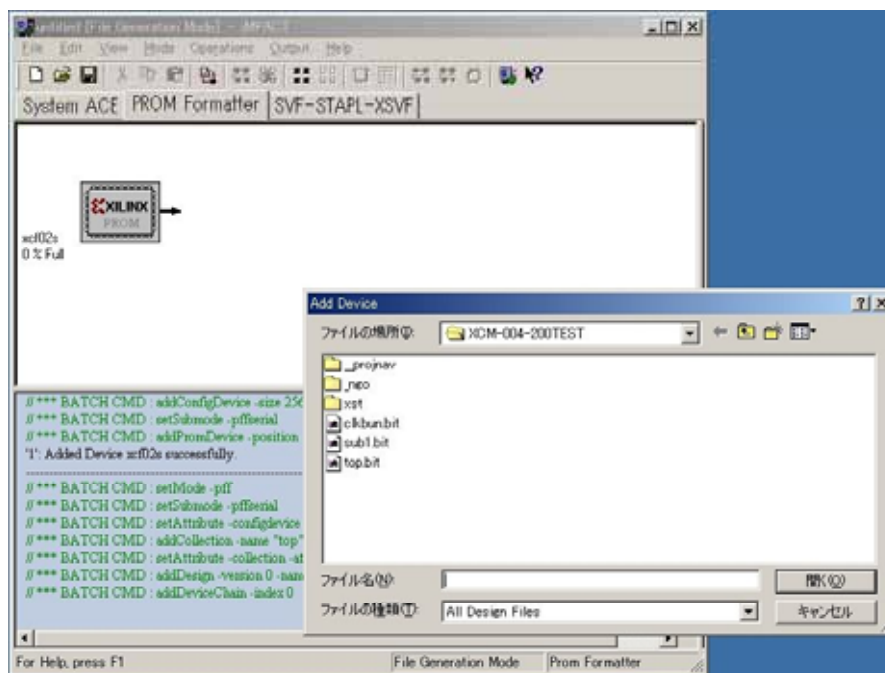 untitled [File Generation Mode] - iMPACT
File Edit View Mode Operations Output Help
System ACE PROM Formatter SVF-STAPL-XSVF
XILINX
PROM
xcf02s
0 % Full
Add Device
ファイルの場所(I):
XCM-004-200TEST
_projnav
_ngo
xst
clkbun.bit
sub1.bit
top.bit
ファイル名(N):
開く(O)
ファイルの種類(T):
All Design Files
キャンセル
// *** BATCH CMD : addConfigDevice -size 256
// *** BATCH CMD : setSubmode -pffserial
// *** BATCH CMD : addPromDevice -position
'1': Added Device xcf02s successfully.
// *** BATCH CMD : setMode -pff
// *** BATCH CMD : setSubmode -pffserial
// *** BATCH CMD : setAttribute -configdevice
// *** BATCH CMD : addCollection -name "top"
// *** BATCH CMD : setAttribute -collection -at
// *** BATCH CMD : addDesign -version 0 -nam
// *** BATCH CMD : addDeviceChain -index 0
For Help, press F1
File Generation Mode
Prom Formatter